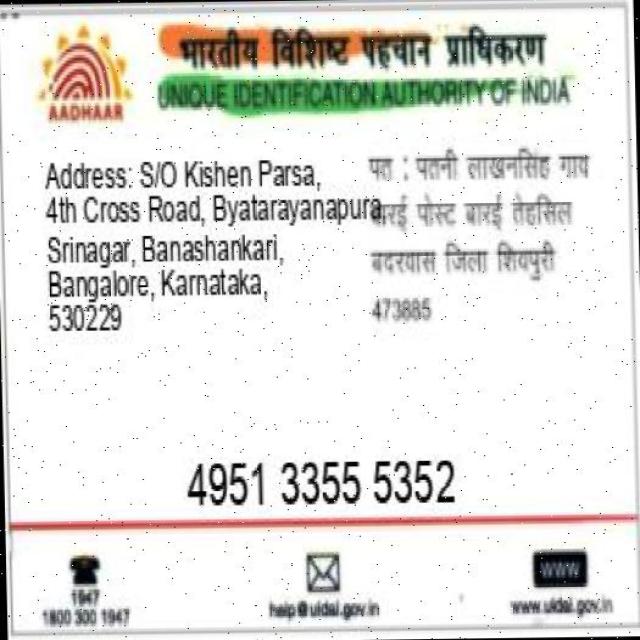 भारतीय विशिष्ट पहचान प्राधिकरण
UNIQUE IDENTIFICATION AUTHORITY OF INDIA
AADHAAR
Address: S/O Kishen Parsa,
4th Cross Road, Byatarayanapura,
Srinagar, Banashankari,
Bangalore, Karnataka,
530229
पत : पतनी लाखनसिंह गाव
बारई पोस्ट बारई तेहसिल
बदरवास जिला शिवपुरी
473885
4951 3355 5352
1947
1800 300 1947
help@uidai.gov.in
WWW
www.uidai.gov.in